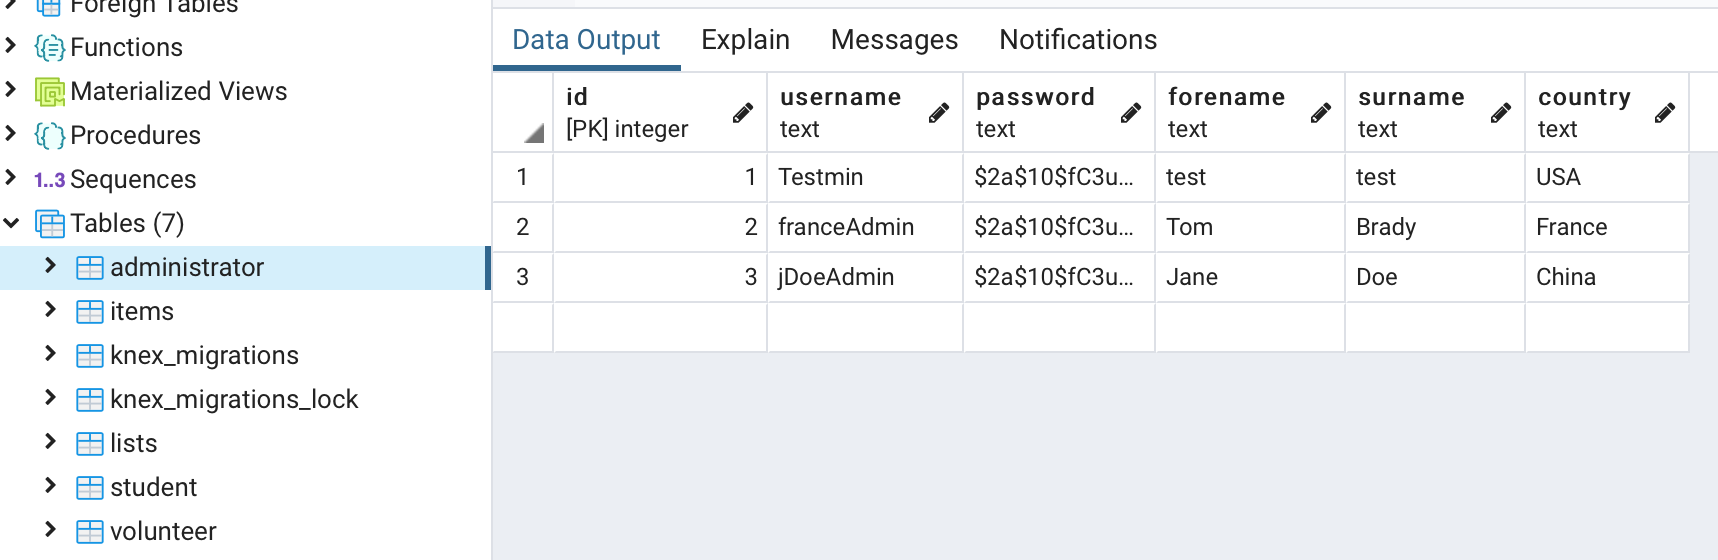 Foreign Tables
Functions
Materialized Views
Procedures
1..3 Sequences
Tables (7)
administrator
items
knex_migrations
knex_migrations_lock
lists
student
volunteer
Data Output Explain Messages Notifications
id username password forename surname country
[PK] integer text text text text text
1 1 Testmin $2a$10$fC3u... test test USA
2 2 franceAdmin $2a$10$fC3u... Tom Brady France
3 3 jDoeAdmin $2a$10$fC3u... Jane Doe China